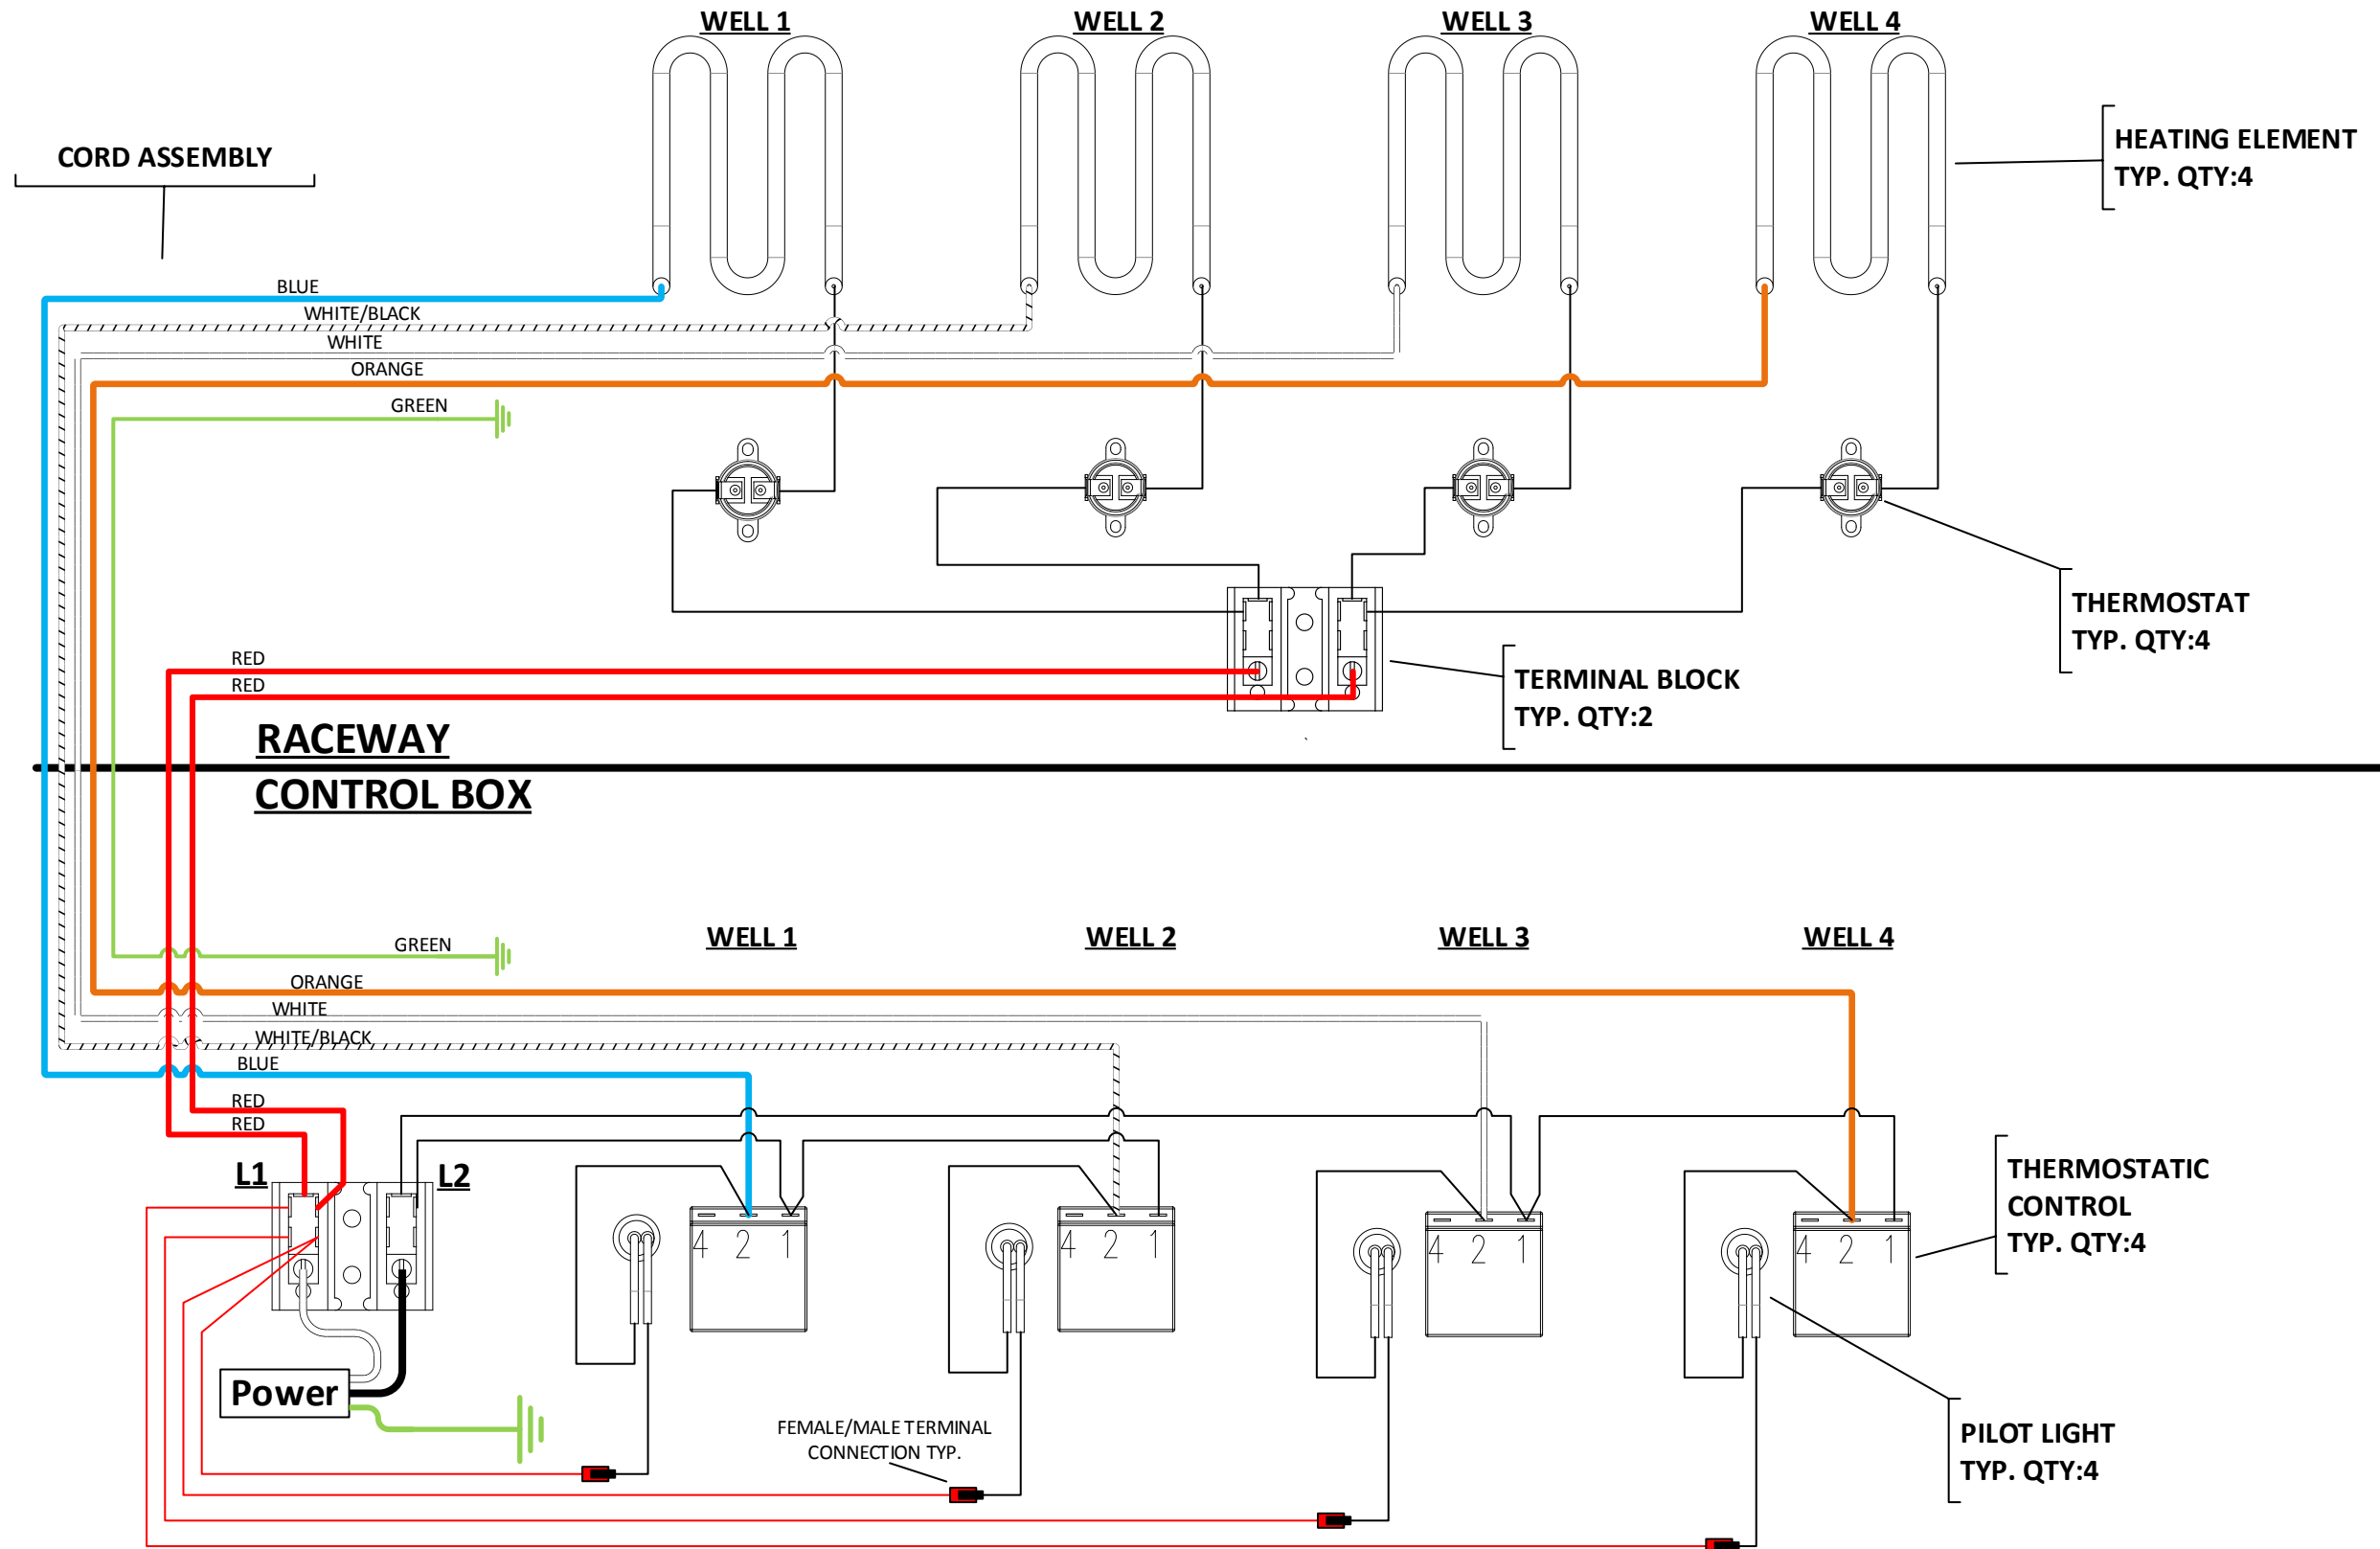 WELL 1
WELL 2
WELL 3
WELL 4
CORD ASSEMBLY
HEATING ELEMENT
TYP. QTY:4
BLUE
WHITE/BLACK
WHITE
ORANGE
GREEN
THERMOSTAT
TYP. QTY:4
RED
RED
TERMINAL BLOCK
TYP. QTY:2
RACEWAY
CONTROL BOX
WELL 1
WELL 2
WELL 3
WELL 4
GREEN
ORANGE
WHITE
WHITE/BLACK
BLUE
RED
RED
L1
L2
THERMOSTATIC
CONTROL
TYP. QTY:4
4 2 1
4 2 1
4 2 1
4 2 1
Power
FEMALE/MALE TERMINAL
CONNECTION TYP.
PILOT LIGHT
TYP. QTY:4